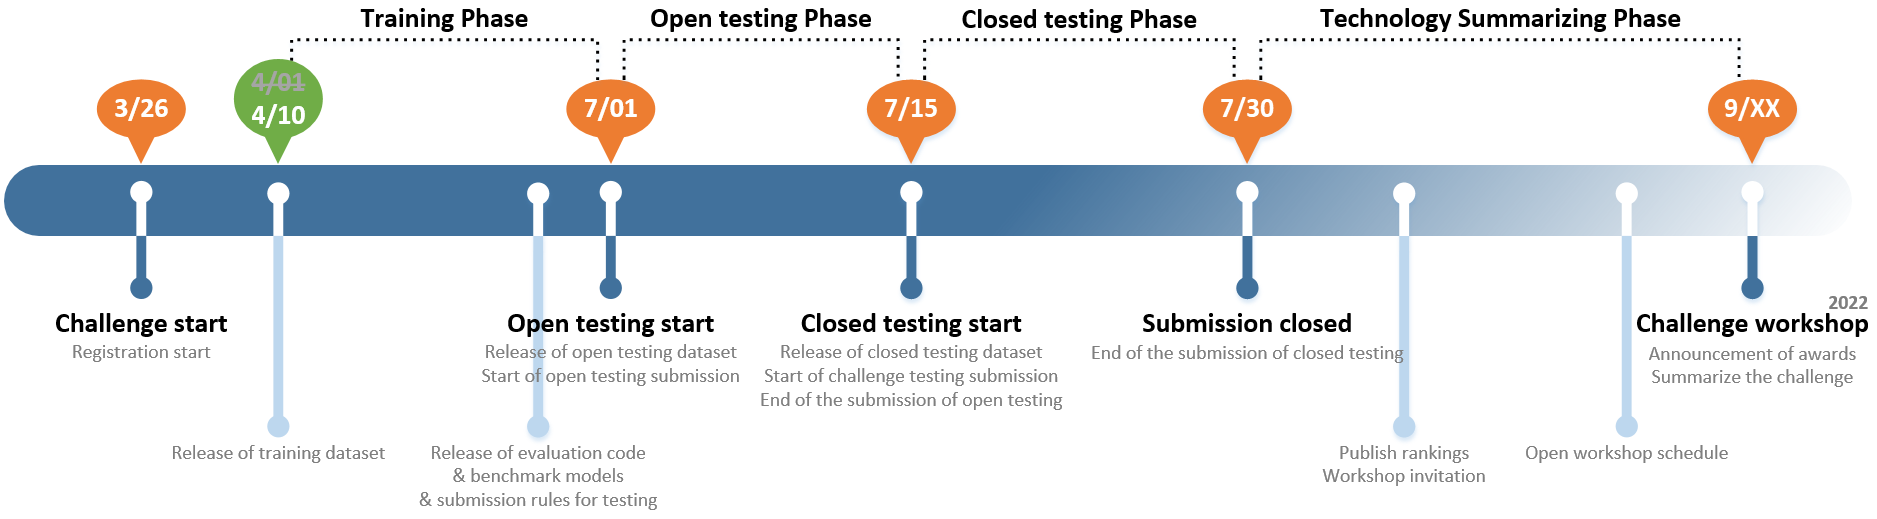 Training Phase
Open testing Phase
Closed testing Phase
Technology Summarizing Phase
3/26
4/01
4/10
7/01
7/15
7/30
9/XX
Challenge start
Registration start
Release of training dataset
Open testing start
Release of open testing dataset
Start of open testing submission
Release of evaluation code
& benchmark models
& submission rules for testing
Closed testing start
Release of closed testing dataset
Start of challenge testing submission
End of the submission of open testing
Submission closed
End of the submission of closed testing
Publish rankings
Workshop invitation
Open workshop schedule
2022
Challenge workshop
Announcement of awards
Summarize the challenge